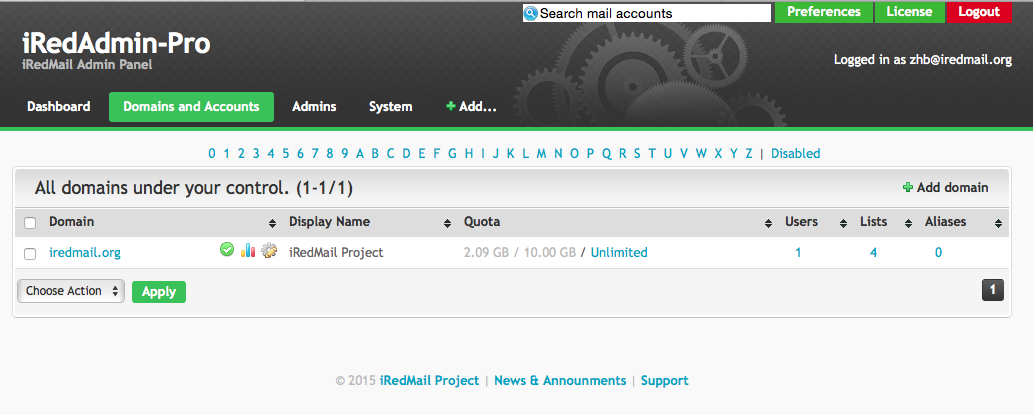 Search mail accounts Preferences License Logout
iRedAdmin-Pro
iRedMail Admin Panel
Logged in as zhb@iredmail.org
Dashboard Domains and Accounts Admins System Add...
0 1 2 3 4 5 6 7 8 9 A B C D E F G H I J K L M N O P Q R S T U V W X Y Z | Disabled
All domains under your control. (1-1/1) Add domain
Domain Display Name Quota Users Lists Aliases
iredmail.org iRedMail Project 2.09 GB / 10.00 GB / Unlimited 1 4 0
Choose Action Apply 1
© 2015 iRedMail Project | News & Announments | Support